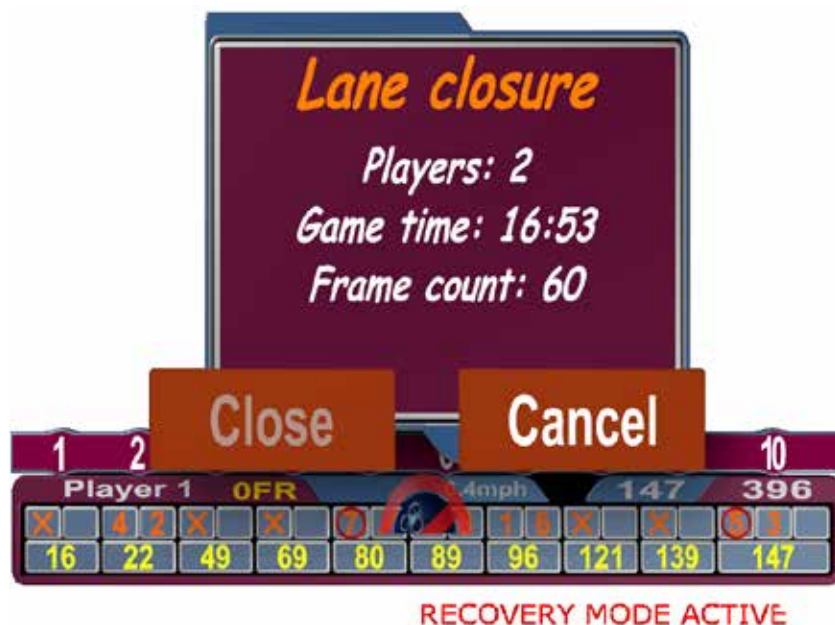 Lane closure
Players: 2
Game time: 16:53
Frame count: 60
Close Cancel
1 2 10
Player 1 0FR .4mph 147 396
X 4 2 X X 7 1 6 X X 5 3
16 22 49 69 80 89 96 121 139 147
RECOVERY MODE ACTIVE